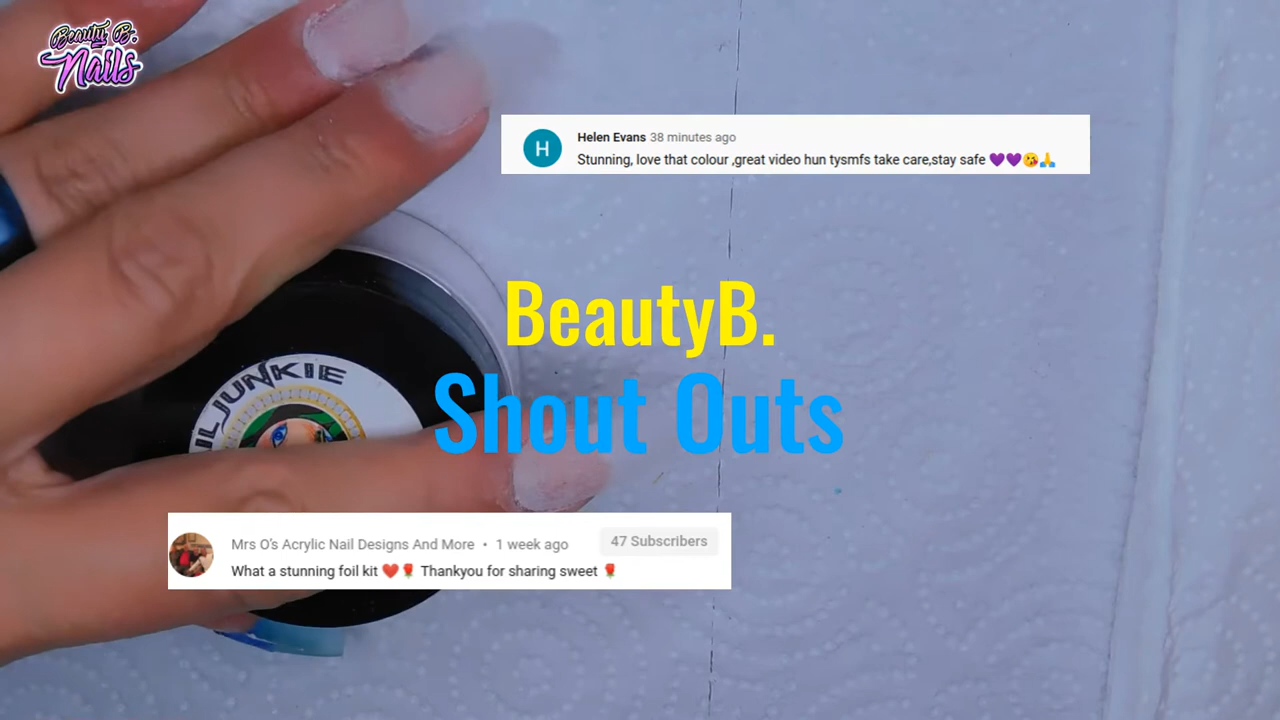 Beauty B.
Nails
H
Helen Evans 38 minutes ago
Stunning, love that colour ,great video hun tysmfs take care,stay safe 💜💜😘🙏
BeautyB.
Shout Outs
ILJUNKIE
Mrs O's Acrylic Nail Designs And More • 1 week ago
47 Subscribers
What a stunning foil kit ❤️🌹 Thankyou for sharing sweet 🌹